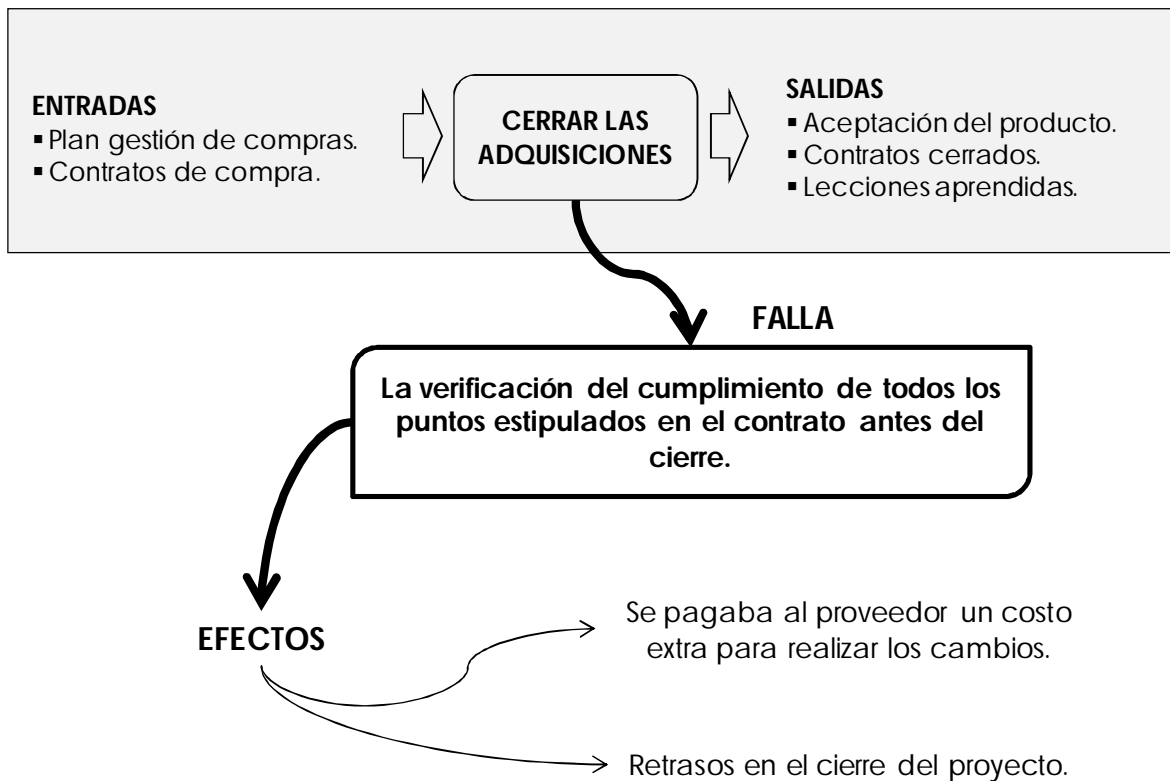 ENTRADAS
▪ Plan gestión de compras.
▪ Contratos de compra.
CERRAR LAS
ADQUISICIONES
SALIDAS
▪ Aceptación del producto.
▪ Contratos cerrados.
▪ Lecciones aprendidas.
FALLA
La verificación del cumplimiento de todos los
puntos estipulados en el contrato antes del
cierre.
EFECTOS
Se pagaba al proveedor un costo
extra para realizar los cambios.
Retrasos en el cierre del proyecto.